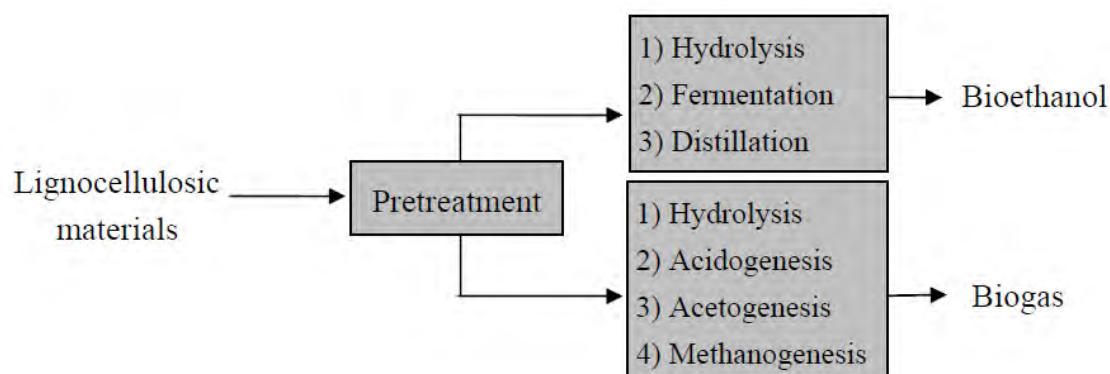 Lignocellulosic
materials
Pretreatment
1) Hydrolysis
2) Fermentation
3) Distillation
Bioethanol
1) Hydrolysis
2) Acidogenesis
3) Acetogenesis
4) Methanogenesis
Biogas